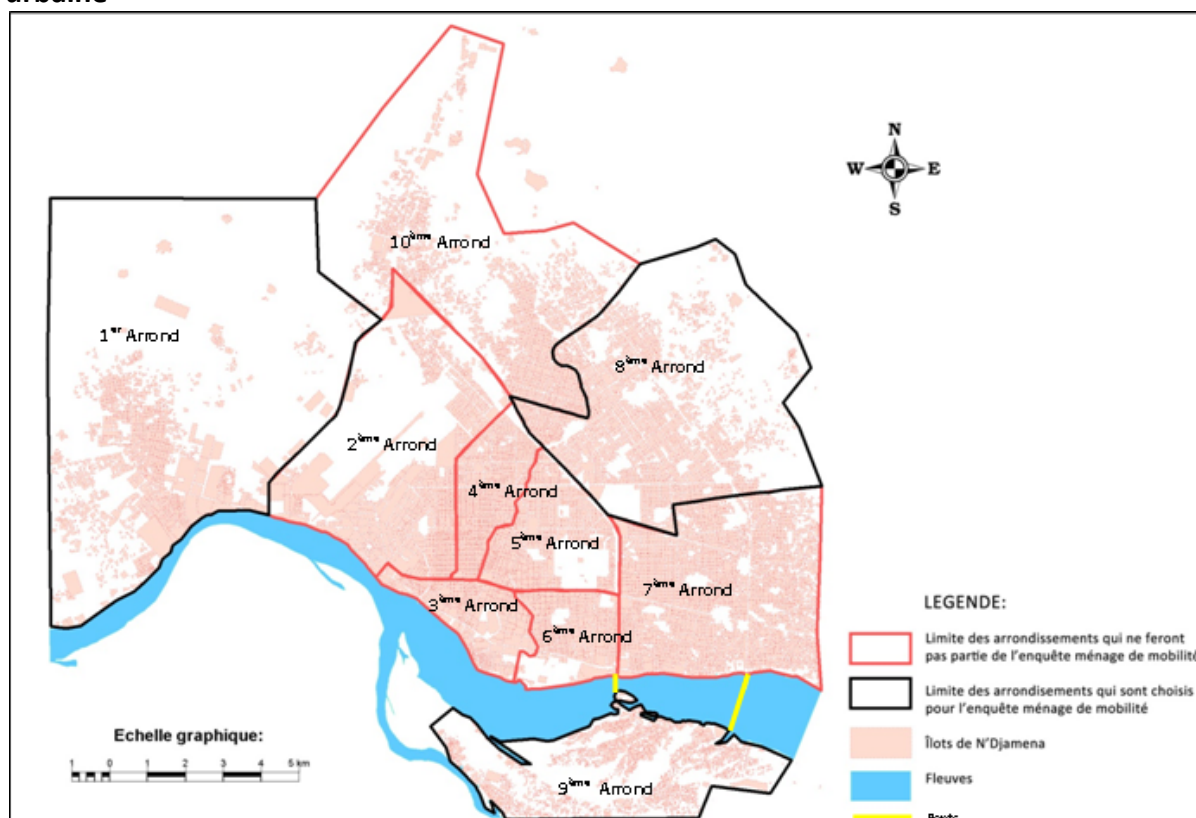 N
W E
S
10ème Arrond
1er Arrond
8ème Arrond
2ème Arrond
4ème Arrond
5ème Arrond
7ème Arrond
3ème Arrond
6ème Arrond
9ème Arrond
Echelle graphique:
1 0 1 2 3 4 5 km
LEGENDE:
Limite des arrondissements qui ne feront
pas partie de l'enquête ménage de mobilité
Limite des arrondisements qui sont choisis
pour l'enquête ménage de mobilité
Îlots de N'Djamena
Fleuves